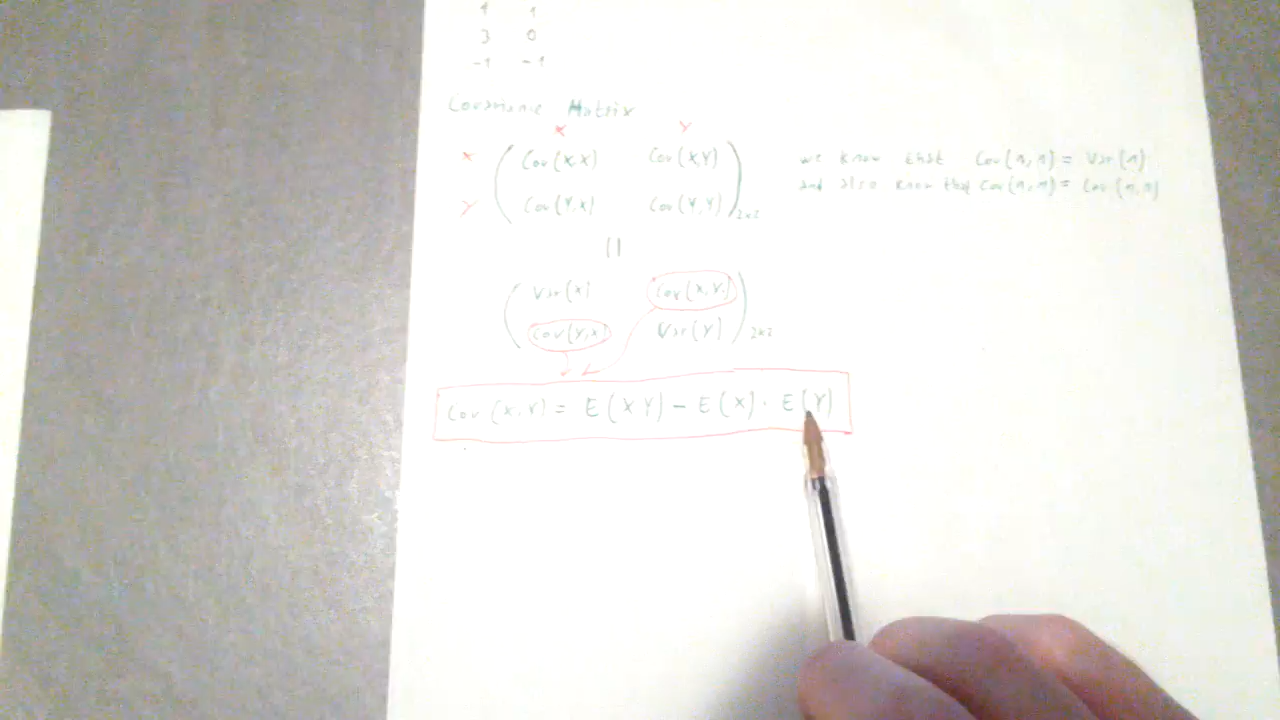 4 1
3 0
-1 -1
Covariance Matrix
X Y
X ( Cov(X,X) Cov(X,Y) ) we know that Cov(n,n) = Var(n)
Y ( Cov(Y,X) Cov(Y,Y) )2x2 and also know that Cov(n,m) = Cov(m,n)
||
( Var(X) Cov(X,Y)
Cov(Y,X) Var(Y) )2x2
Cov(X,Y) = E(XY) - E(X) · E(Y)